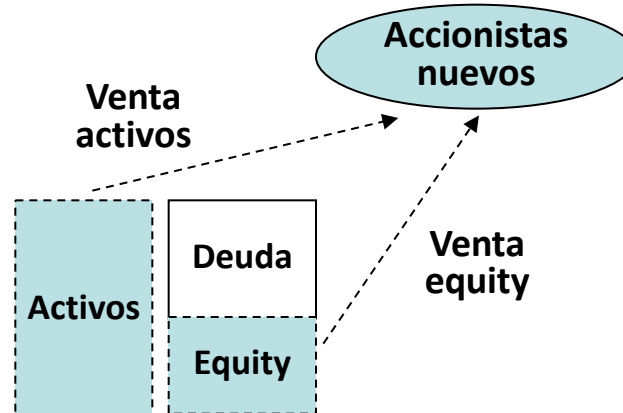 Accionistas
nuevos
Venta
activos
Deuda
Venta
equity
Activos
Equity